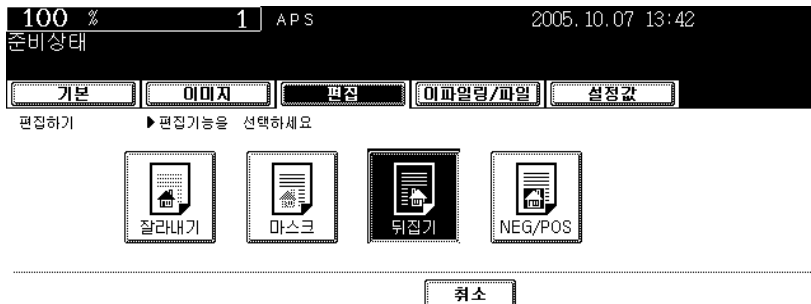 100 % 1 APS 2005.10.07 13:42
준비상태
기본 이미지 편집 이파일링/파일 설정값
편집하기 ▶편집기능을 선택하세요
잘라내기 마스크 뒤집기 NEG/POS
취소